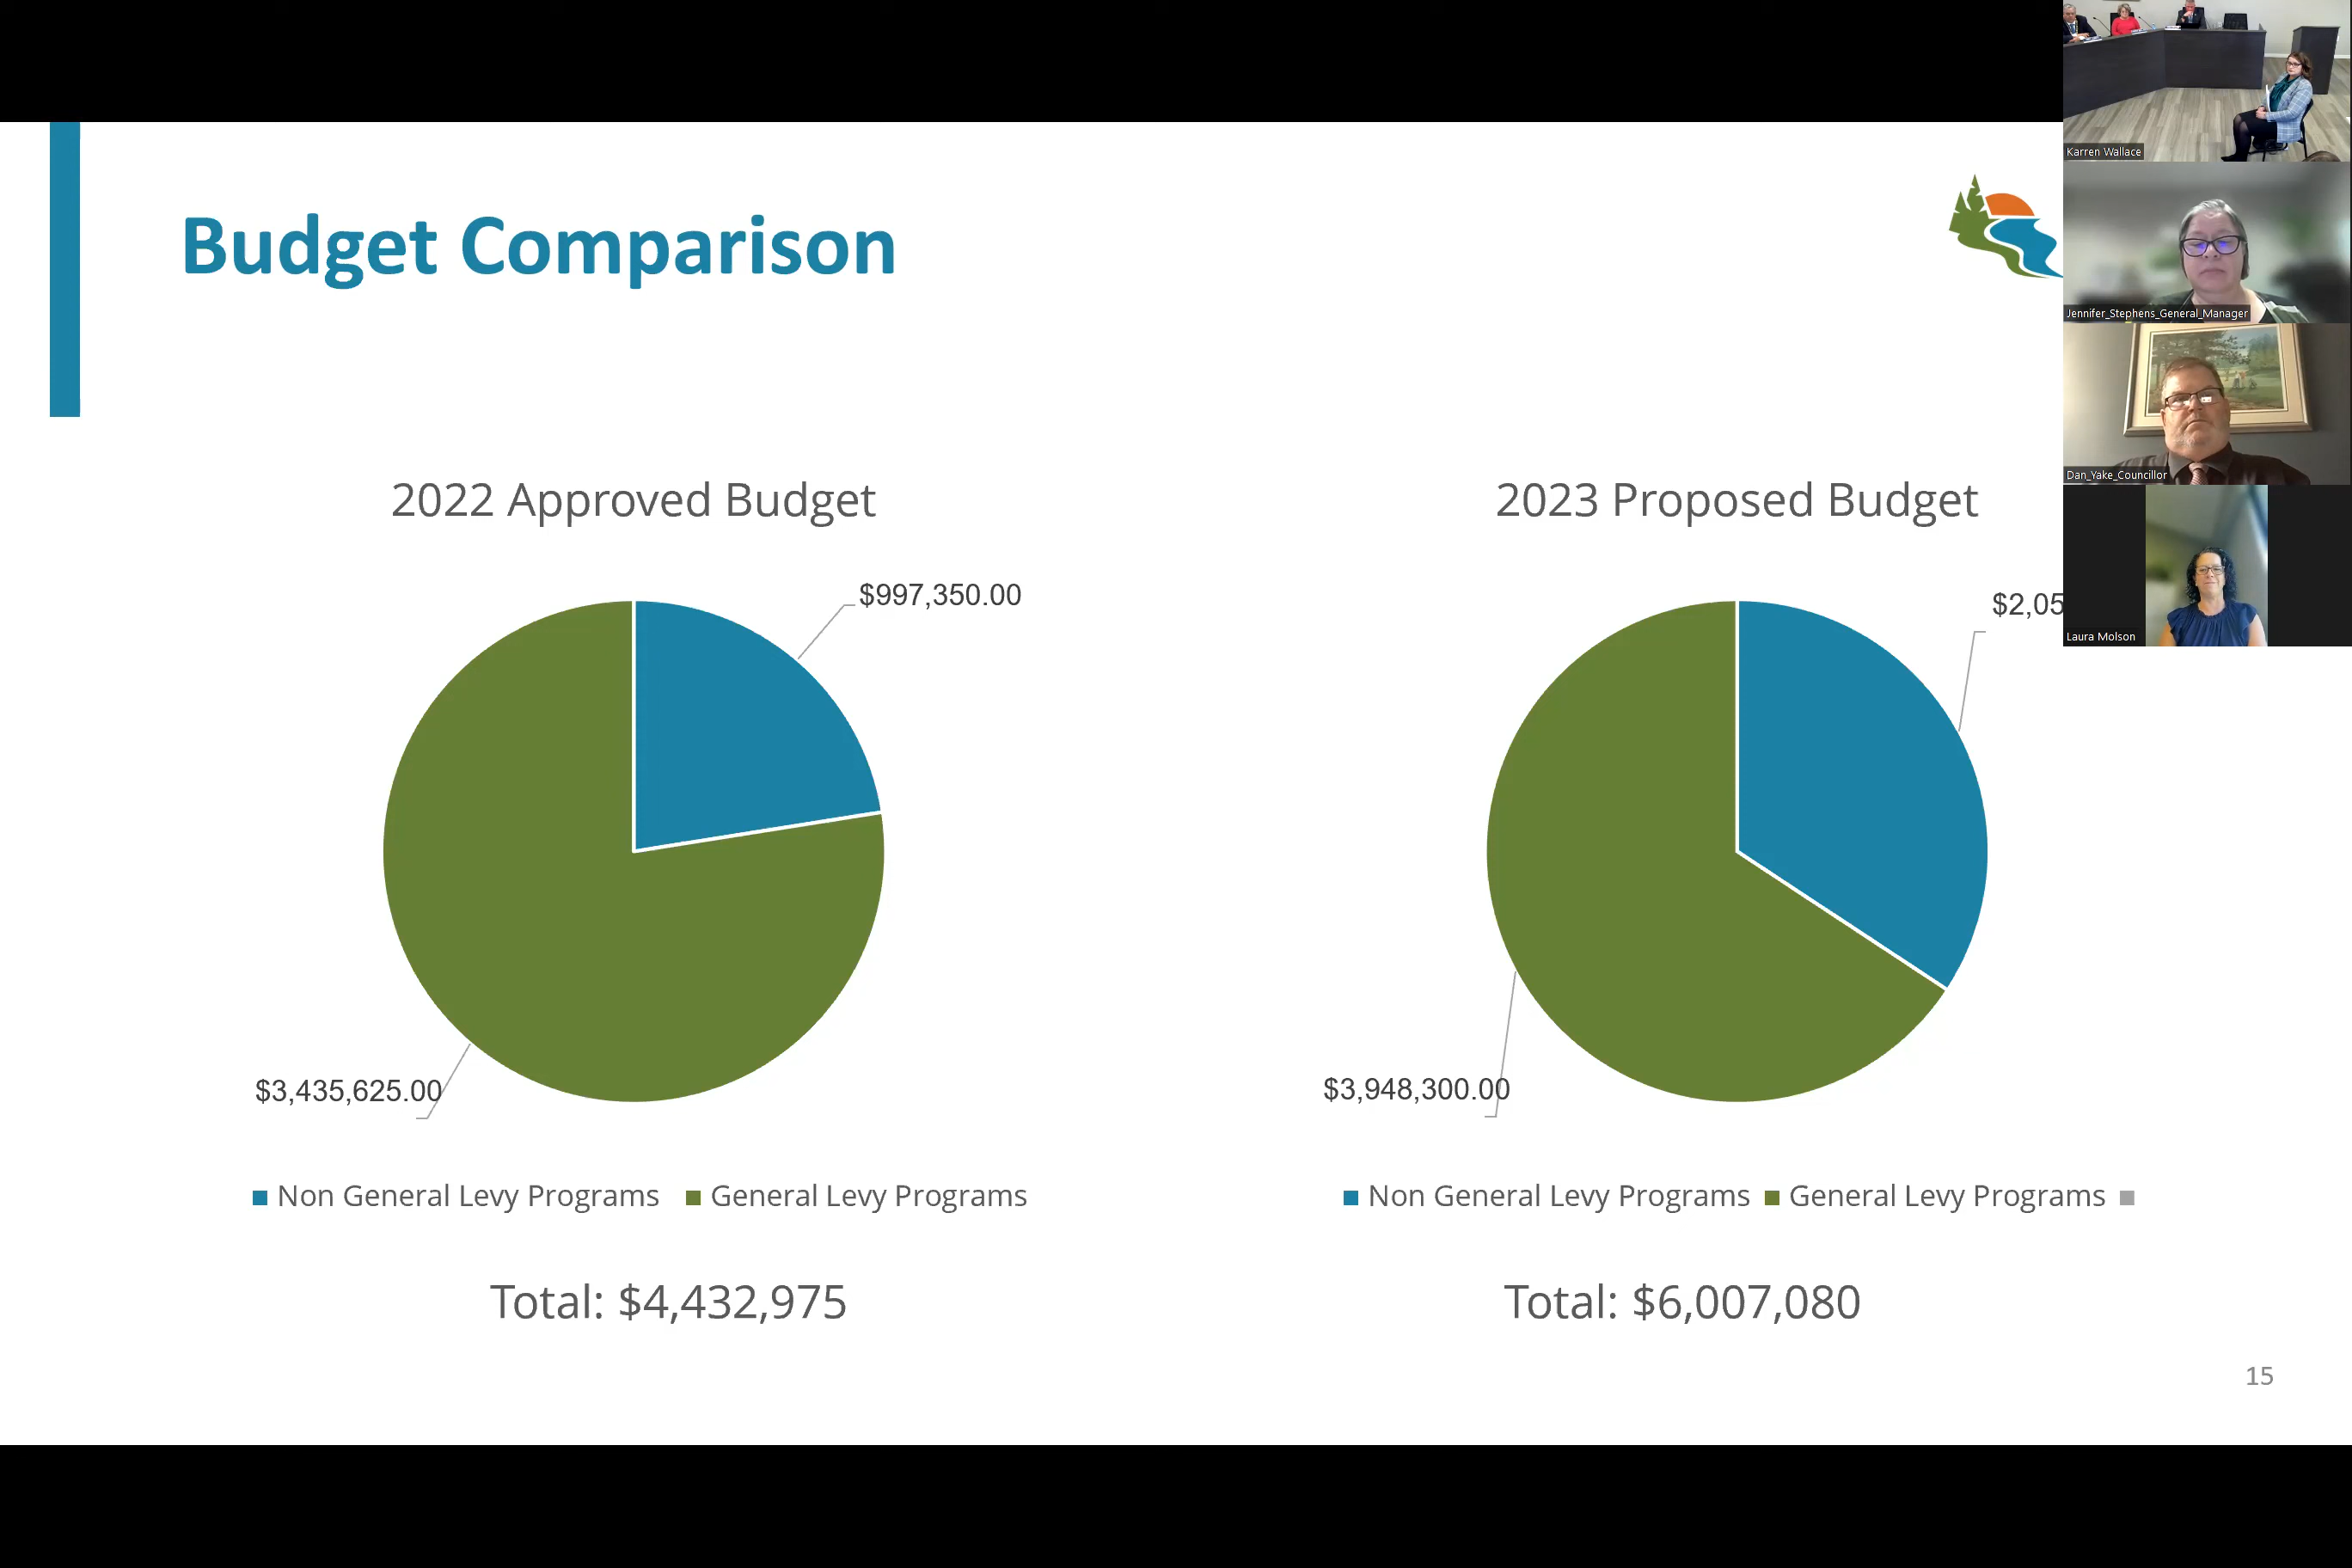 Budget Comparison
2022 Approved Budget
$997,350.00
$3,435,625.00
Non General Levy Programs
General Levy Programs
Total: $4,432,975
2023 Proposed Budget
$2,05
$3,948,300.00
Non General Levy Programs
General Levy Programs
Total: $6,007,080
15
Karren Wallace
Jennifer_Stephens_General_Manager
Dan_Yake_Councillor
Laura Molson